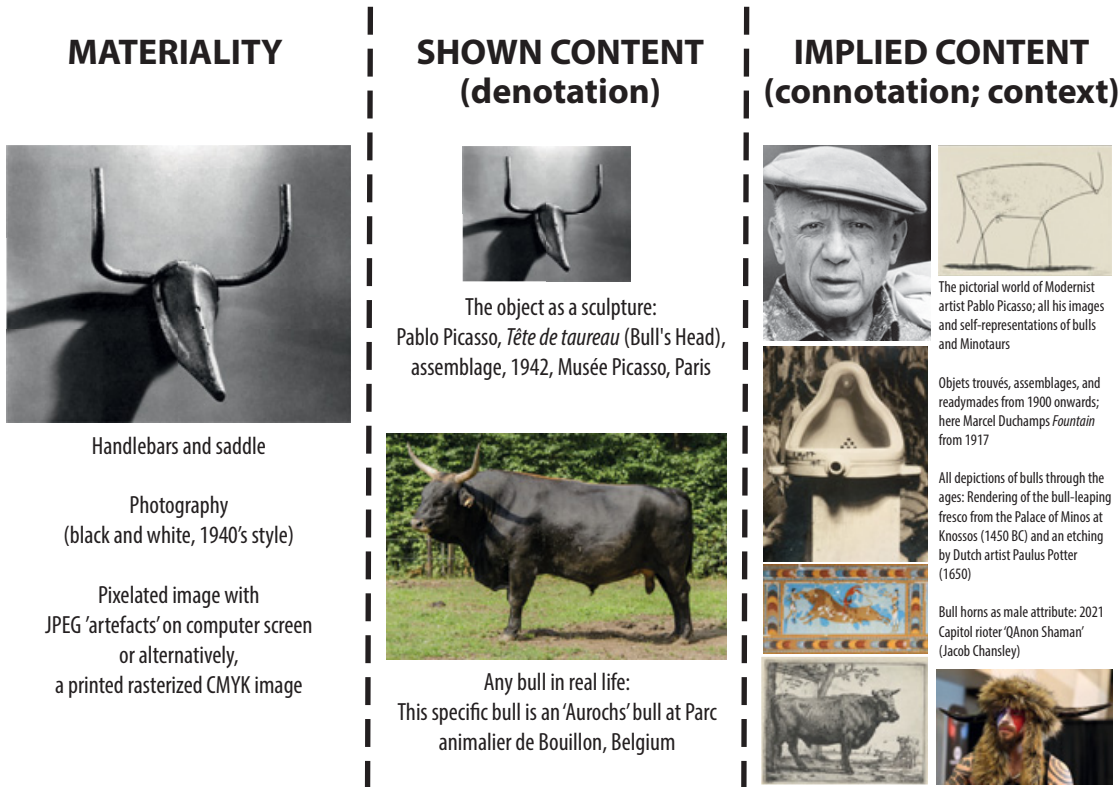 MATERIALITY
Handlebars and saddle
Photography
(black and white, 1940's style)
Pixelated image with
JPEG 'artefacts' on computer screen
or alternatively,
a printed rasterized CMYK image
SHOWN CONTENT
(denotation)
The object as a sculpture:
Pablo Picasso, Tête de taureau (Bull's Head),
assemblage, 1942, Musée Picasso, Paris
Any bull in real life:
This specific bull is an 'Aurochs' bull at Parc
animalier de Bouillon, Belgium
IMPLIED CONTENT
(connotation; context)
The pictorial world of Modernist
artist Pablo Picasso; all his images
and self-representations of bulls
and Minotaurs
Objets trouvés, assemblages, and
readymades from 1900 onwards;
here Marcel Duchamps Fountain
from 1917
All depictions of bulls through the
ages: Rendering of the bull-leaping
fresco from the Palace of Minos at
Knossos (1450 BC) and an etching
by Dutch artist Paulus Potter
(1650)
Bull horns as male attribute: 2021
Capitol rioter 'QAnon Shaman'
(Jacob Chansley)